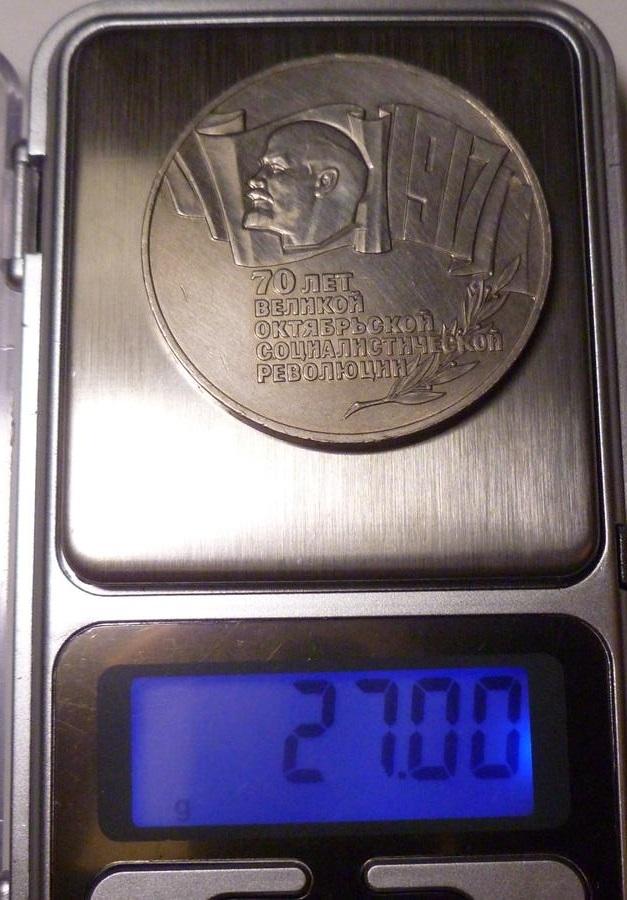 1917
70 ЛЕТ
ВЕЛИКОЙ
ОКТЯБРЬСКОЙ
СОЦИАЛИСТИЧЕСКОЙ
РЕВОЛЮЦИИ
27.00
g